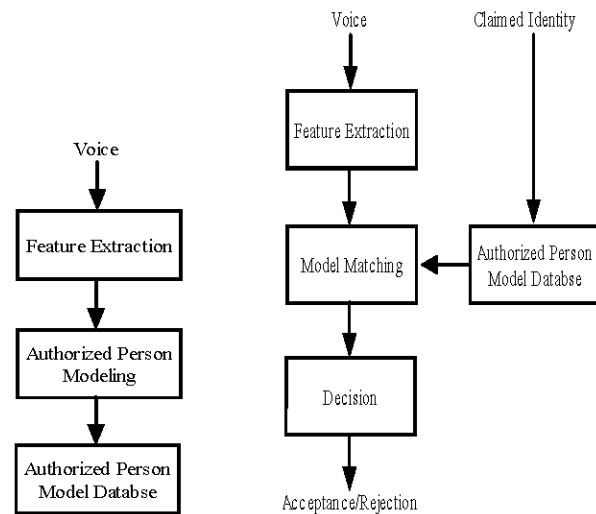 Voice
Feature Extraction
Authorized Person
Modeling
Authorized Person
Model Databse
Voice
Claimed Identity
Feature Extraction
Model Matching
Authorized Person
Model Databse
Decision
Acceptance/Rejection